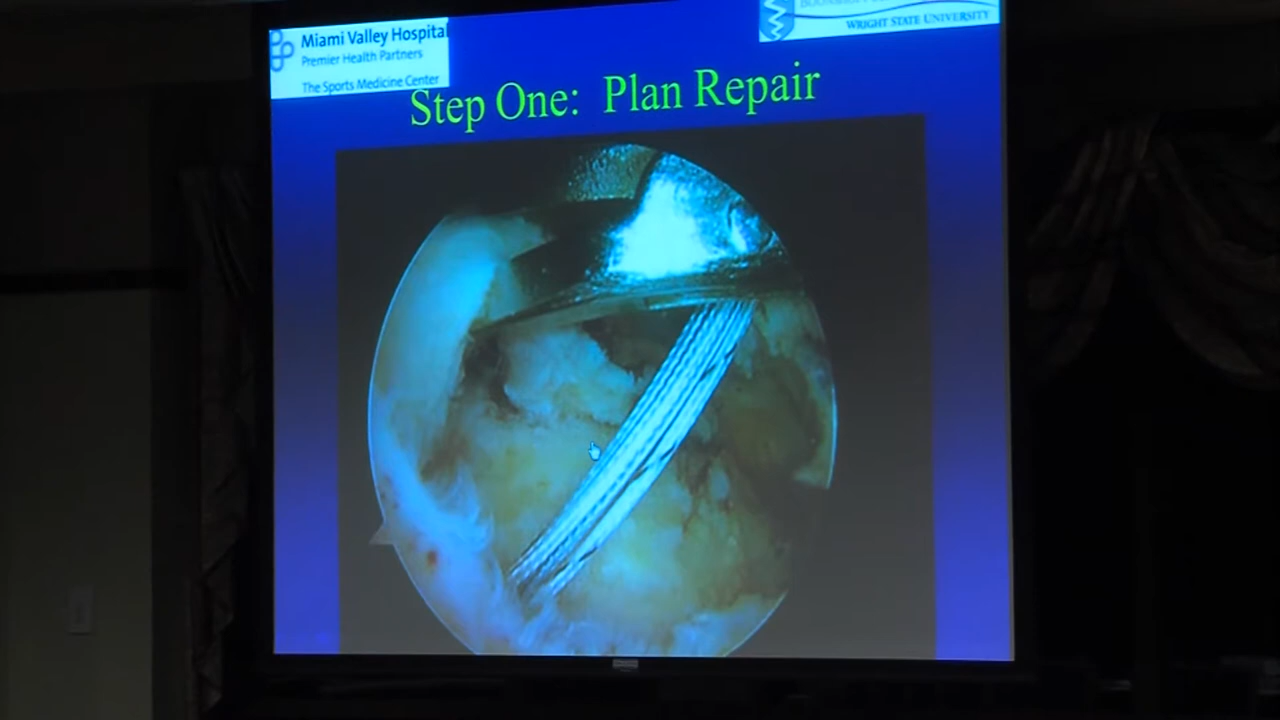 Miami Valley Hospital
Premier Health Partners
The Sports Medicine Center
WRIGHT STATE UNIVERSITY
Step One: Plan Repair